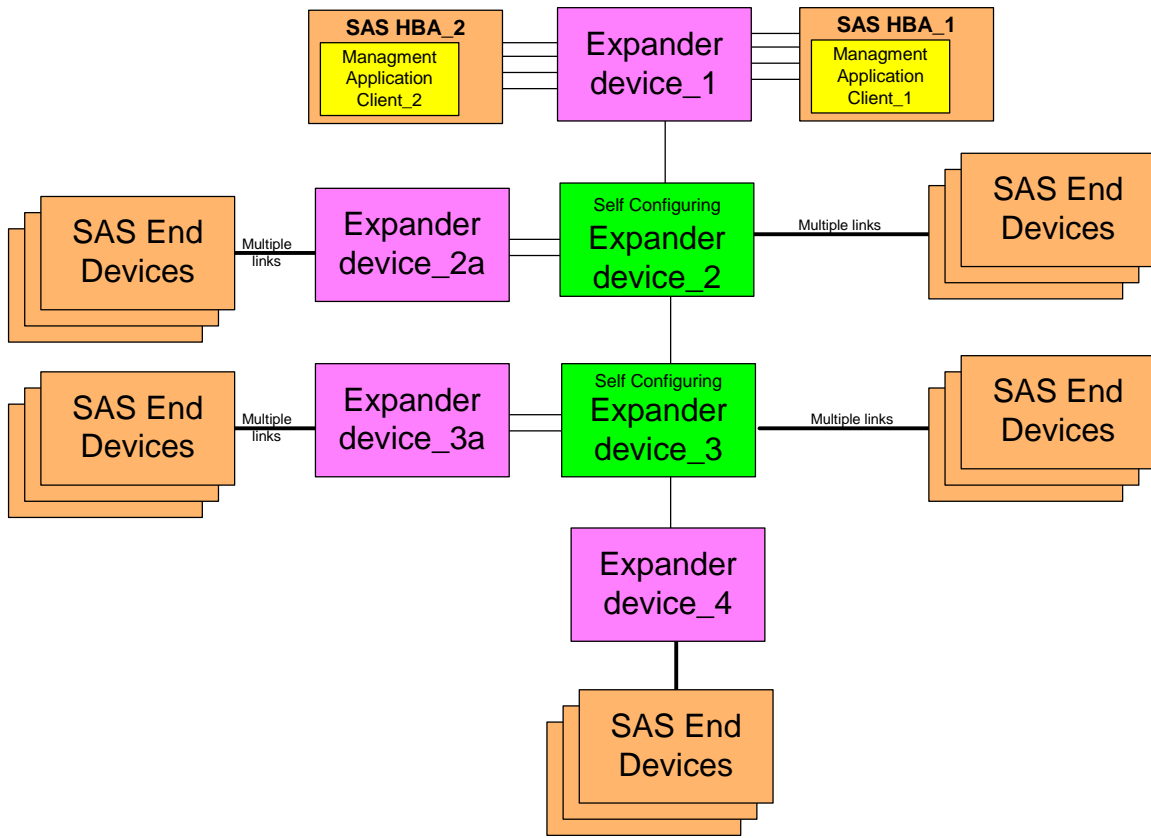 SAS HBA_2
Managment
Application
Client_2
Expander
device_1
SAS HBA_1
Managment
Application
Client_1
SAS End
Devices
Multiple
links
Expander
device_2a
Self Configuring
Expander
device_2
Multiple links
SAS End
Devices
SAS End
Devices
Multiple
links
Expander
device_3a
Self Configuring
Expander
device_3
Multiple links
SAS End
Devices
Expander
device_4
SAS End
Devices